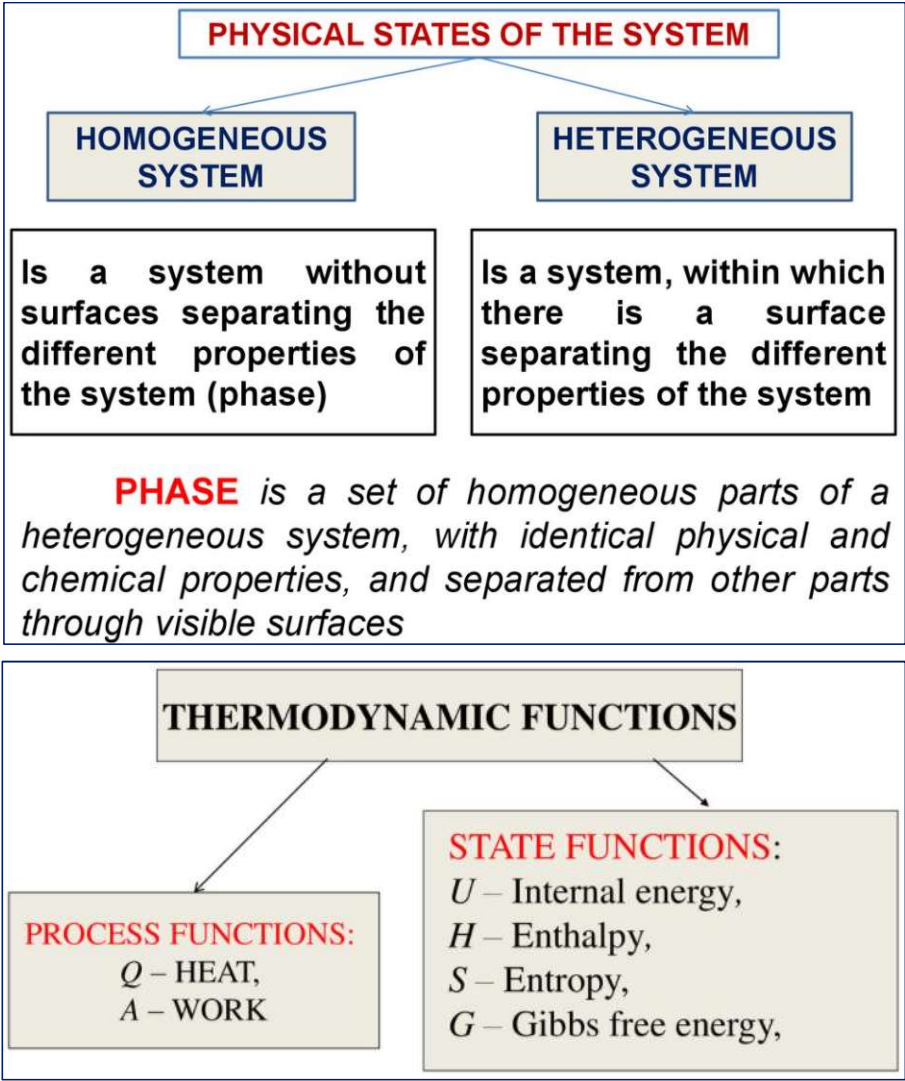 PHYSICAL STATES OF THE SYSTEM
HOMOGENEOUS
SYSTEM
HETEROGENEOUS
SYSTEM
Is a system without
surfaces separating the
different properties of
the system (phase)
Is a system, within which
there is a surface
separating the different
properties of the system
PHASE is a set of homogeneous parts of a
heterogeneous system, with identical physical and
chemical properties, and separated from other parts
through visible surfaces
THERMODYNAMIC FUNCTIONS
PROCESS FUNCTIONS:
Q – HEAT,
A – WORK
STATE FUNCTIONS:
U – Internal energy,
H – Enthalpy,
S – Entropy,
G – Gibbs free energy,